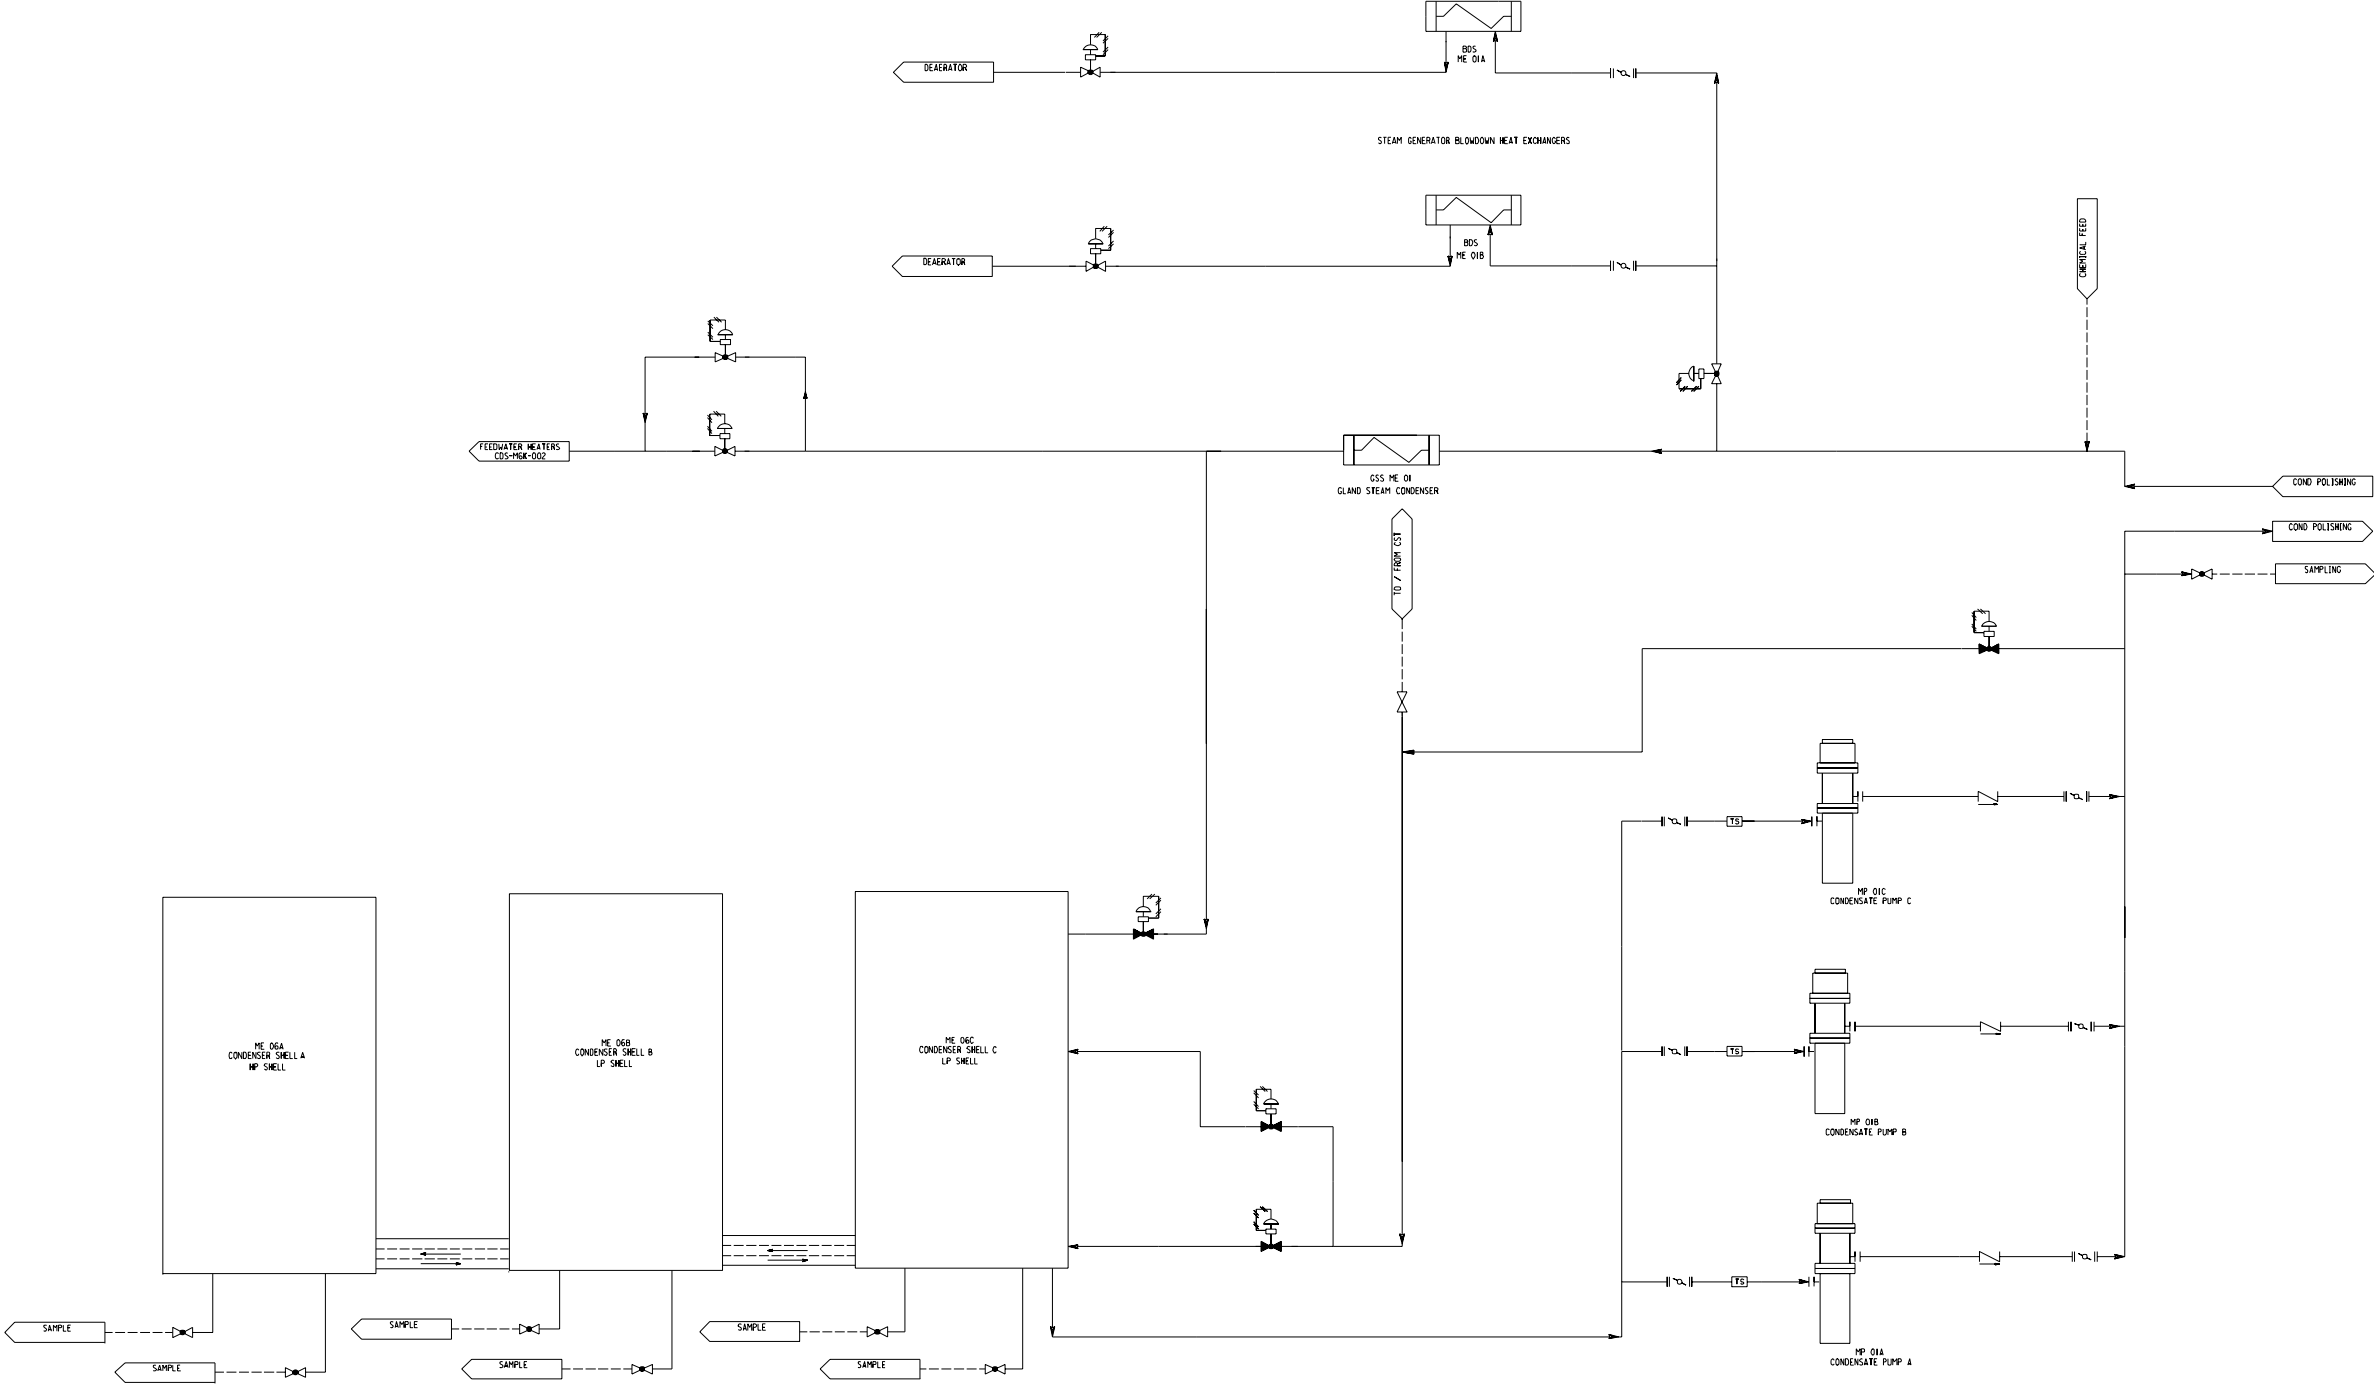 BDS
ME 01A
DEAERATOR
STEAM GENERATOR BLOWDOWN HEAT EXCHANGERS
BDS
ME 01B
DEAERATOR
CHEMICAL FEED
FEEDWATER HEATERS
CDS-M6K-002
GSS ME 01
GLAND STEAM CONDENSER
COND POLISHING
COND POLISHING
SAMPLING
TO / FROM CST
TS
MP 01C
CONDENSATE PUMP C
ME 06A
CONDENSER SHELL A
HP SHELL
ME 06B
CONDENSER SHELL B
LP SHELL
ME 06C
CONDENSER SHELL C
LP SHELL
TS
MP 01B
CONDENSATE PUMP B
TS
MP 01A
CONDENSATE PUMP A
SAMPLE
SAMPLE
SAMPLE
SAMPLE
SAMPLE
SAMPLE